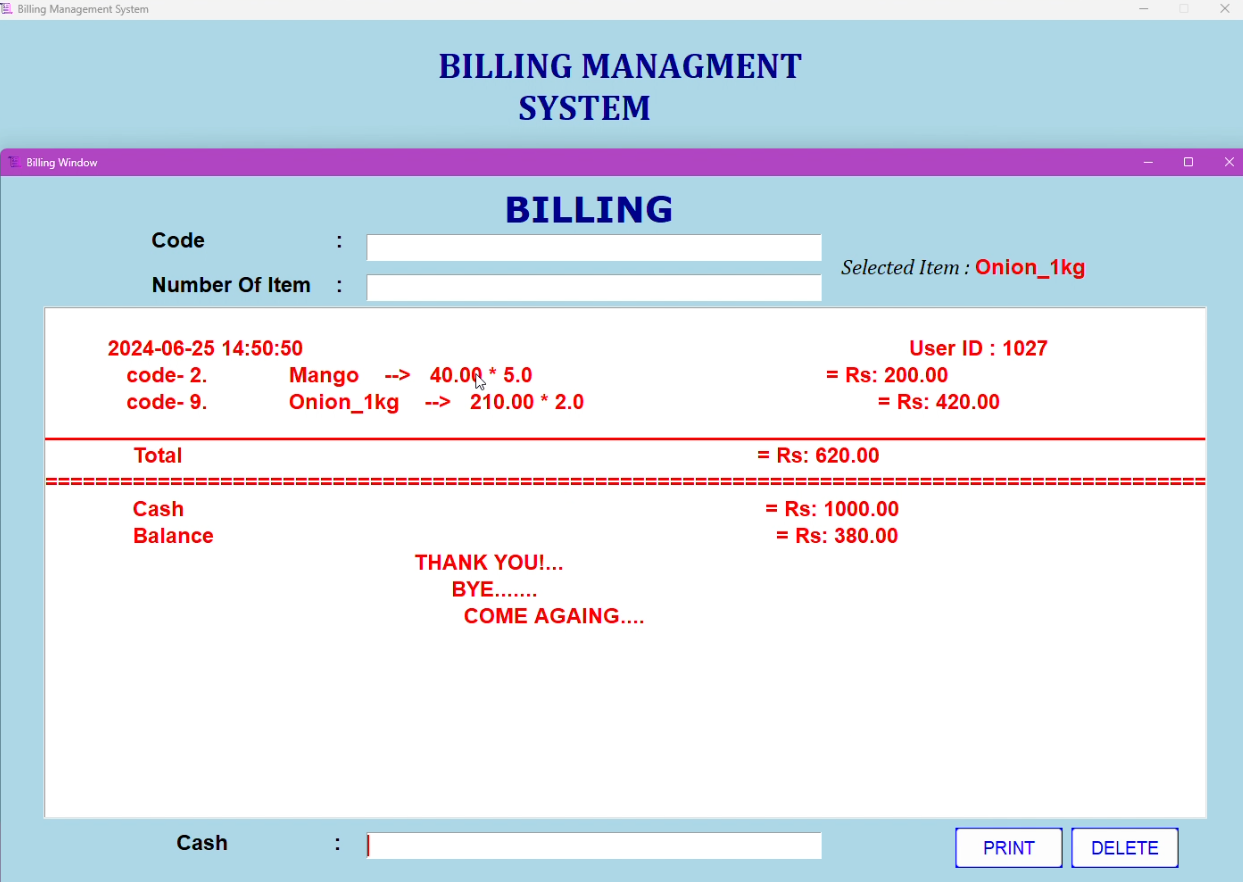 Billing Management System
BILLING MANAGMENT
SYSTEM
Billing Window
BILLING
Code :
Number Of Item :
Selected Item : Onion_1kg
2024-06-25 14:50:50 User ID : 1027
code- 2. Mango --> 40.00 * 5.0 = Rs: 200.00
code- 9. Onion_1kg --> 210.00 * 2.0 = Rs: 420.00
Total = Rs: 620.00
Cash = Rs: 1000.00
Balance = Rs: 380.00
THANK YOU!...
BYE.......
COME AGAING....
Cash :
PRINT DELETE